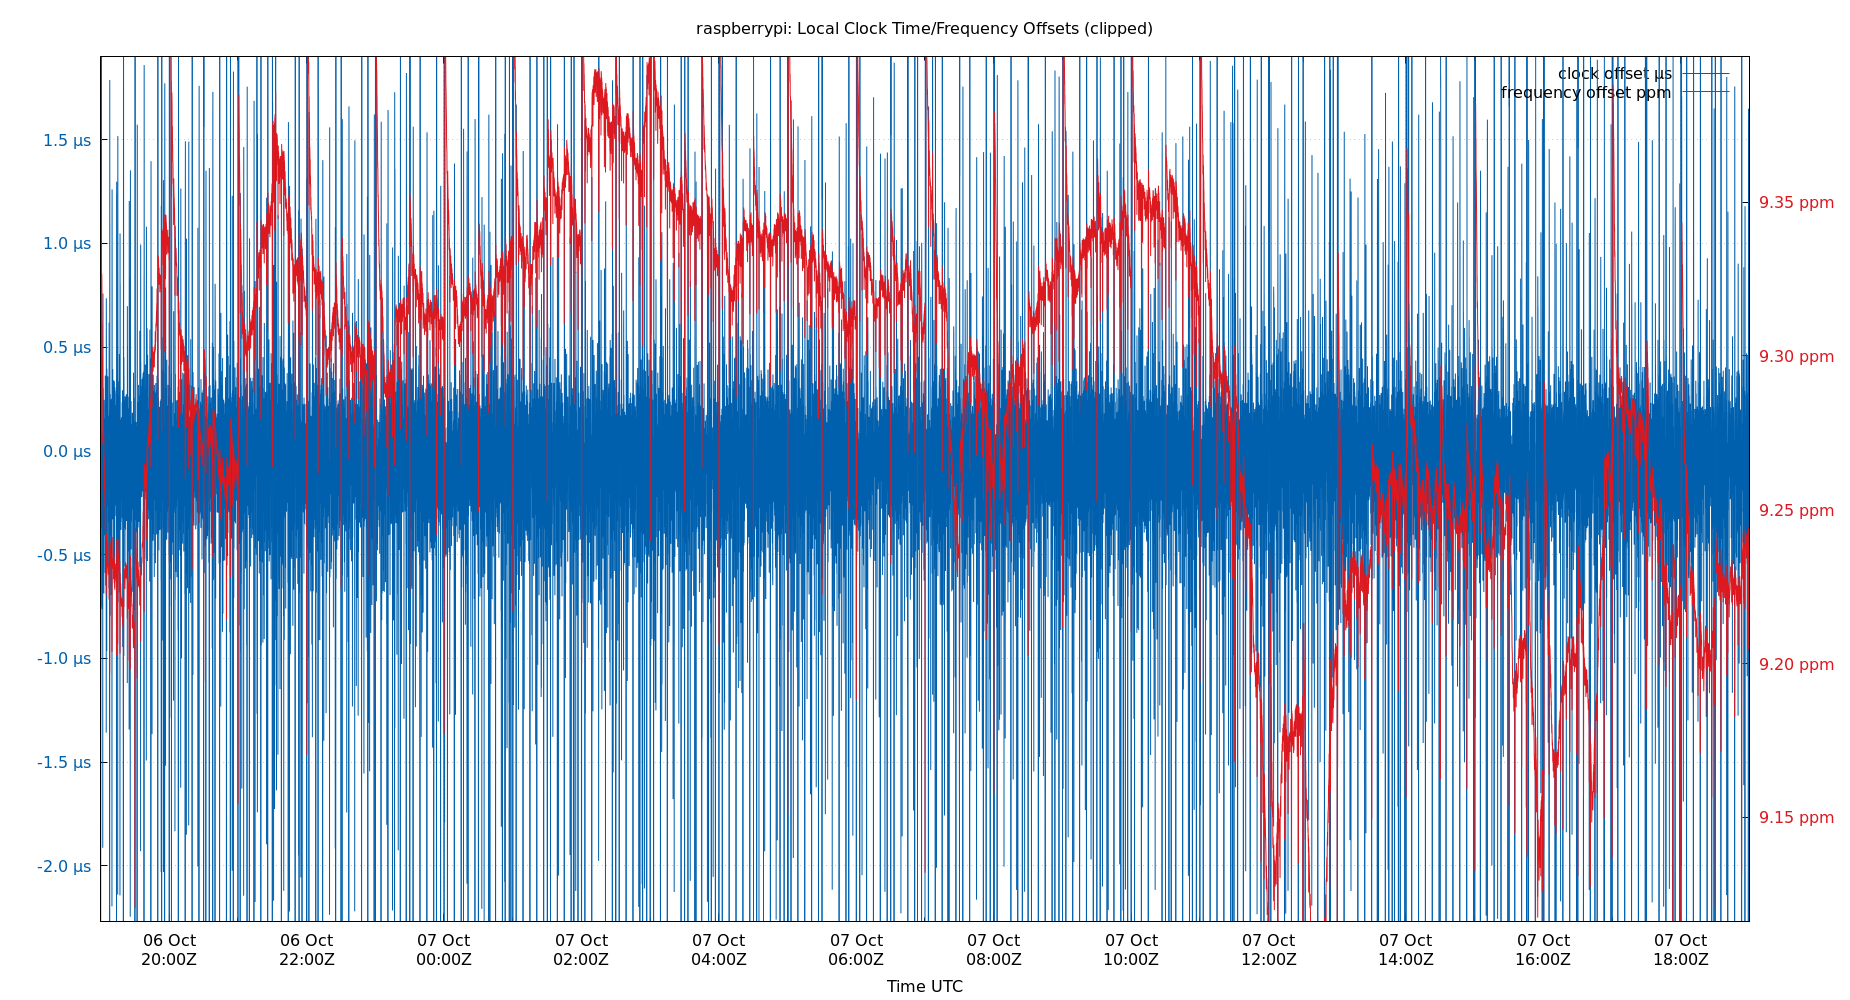 raspberrypi: Local Clock Time/Frequency Offsets (clipped)
clock offset µs
frequency offset ppm
1.5 µs
1.0 µs
0.5 µs
0.0 µs
-0.5 µs
-1.0 µs
-1.5 µs
-2.0 µs
9.35 ppm
9.30 ppm
9.25 ppm
9.20 ppm
9.15 ppm
06 Oct 06 Oct 07 Oct 07 Oct 07 Oct 07 Oct 07 Oct 07 Oct 07 Oct 07 Oct 07 Oct 07 Oct
20:00Z 22:00Z 00:00Z 02:00Z 04:00Z 06:00Z 08:00Z 10:00Z 12:00Z 14:00Z 16:00Z 18:00Z
Time UTC